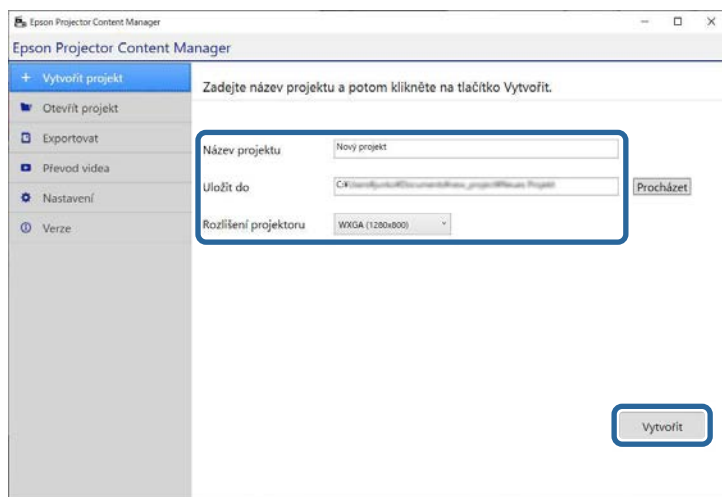 Epson Projector Content Manager
Epson Projector Content Manager
+ Vytvořit projekt
Otevřít projekt
Exportovat
Převod videa
Nastavení
Verze
Zadejte název projektu a potom klikněte na tlačítko Vytvořit.
Název projektu Nový projekt
Uložit do C:¥ Procházet
Rozlišení projektoru WXGA (1280x800)
Vytvořit